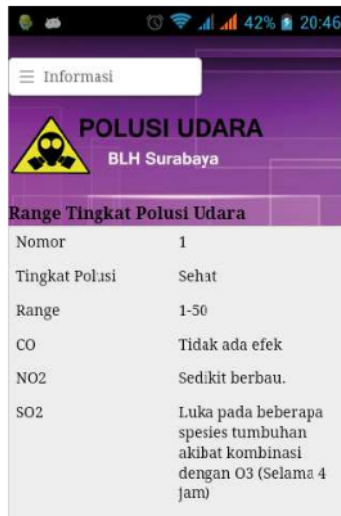 42% 20:46
Informasi
POLUSI UDARA
BLH Surabaya
Range Tingkat Polusi Udara
Nomor 1
Tingkat Polusi Sehat
Range 1-50
CO Tidak ada efek
NO2 Sedikit berbau.
SO2 Luka pada beberapa
spesies tumbuhan
akibat kombinasi
dengan O3 (Selama 4
jam)